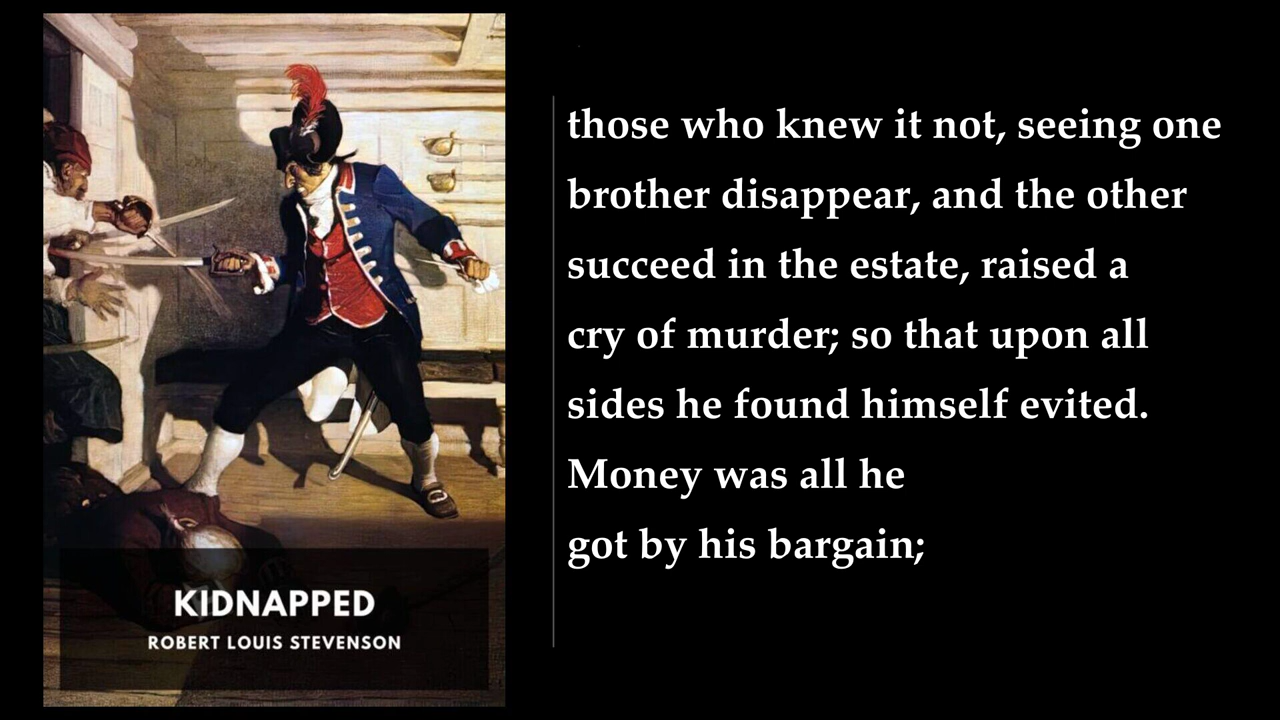 those who knew it not, seeing one
brother disappear, and the other
succeed in the estate, raised a
cry of murder; so that upon all
sides he found himself evited.
Money was all he
got by his bargain;
KIDNAPPED
ROBERT LOUIS STEVENSON